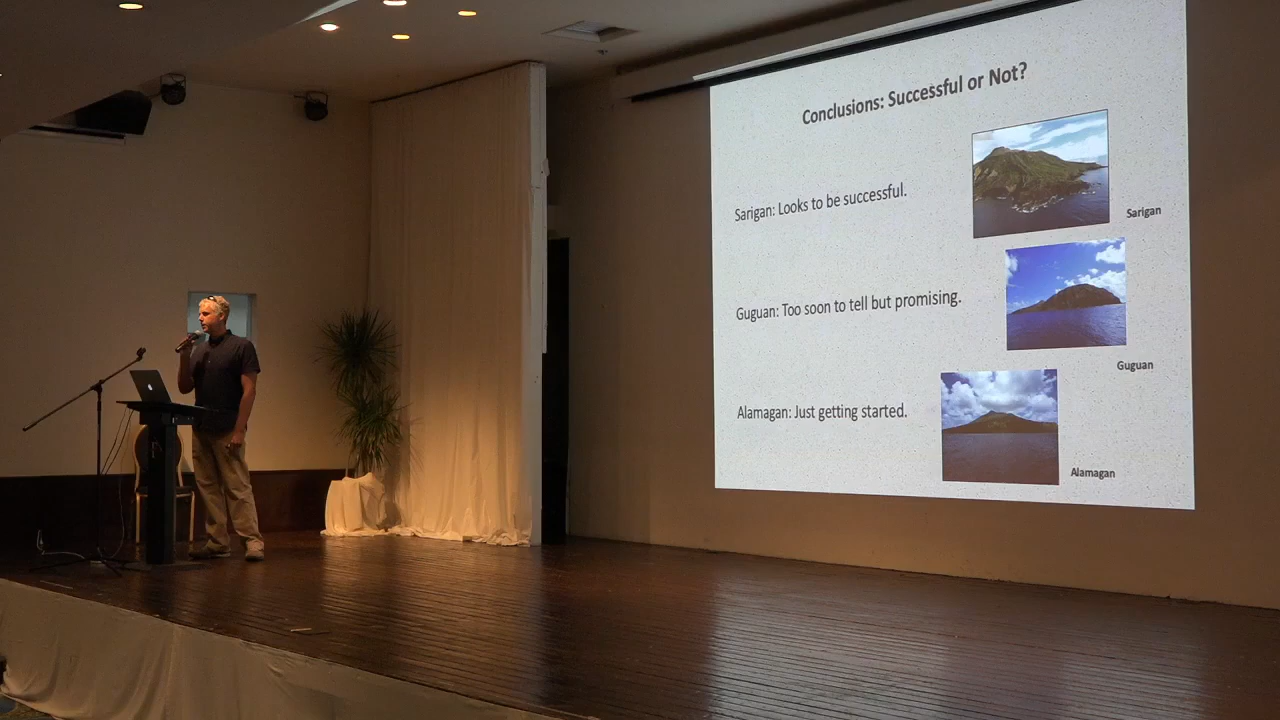 Conclusions: Successful or Not?
Sarigan: Looks to be successful.
Sarigan
Guguan: Too soon to tell but promising.
Guguan
Alamagan: Just getting started.
Alamagan